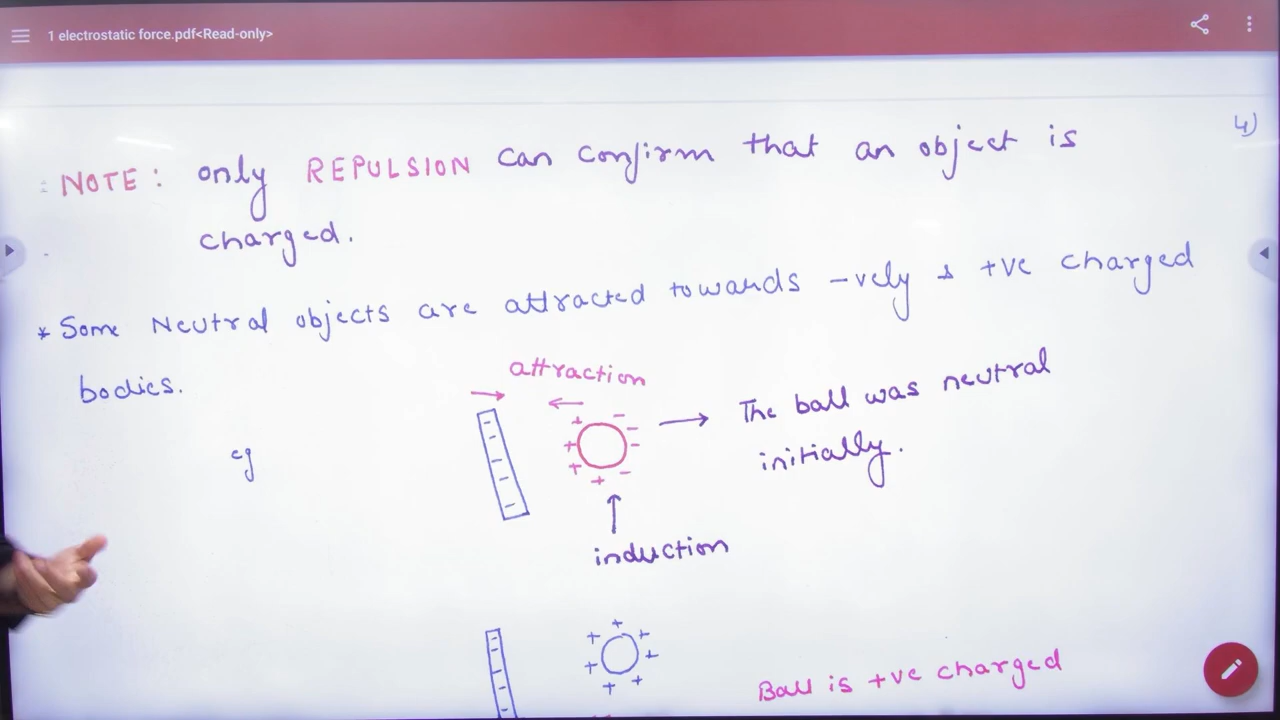 1 electrostatic force.pdf<Read-only>
4)
NOTE: only REPULSION can confirm that an object is
charged.
* Some Neutral objects are attracted towards -vely & +ve charged
bodies.
attraction
eg
The ball was neutral
initially.
induction
Ball is +ve charged